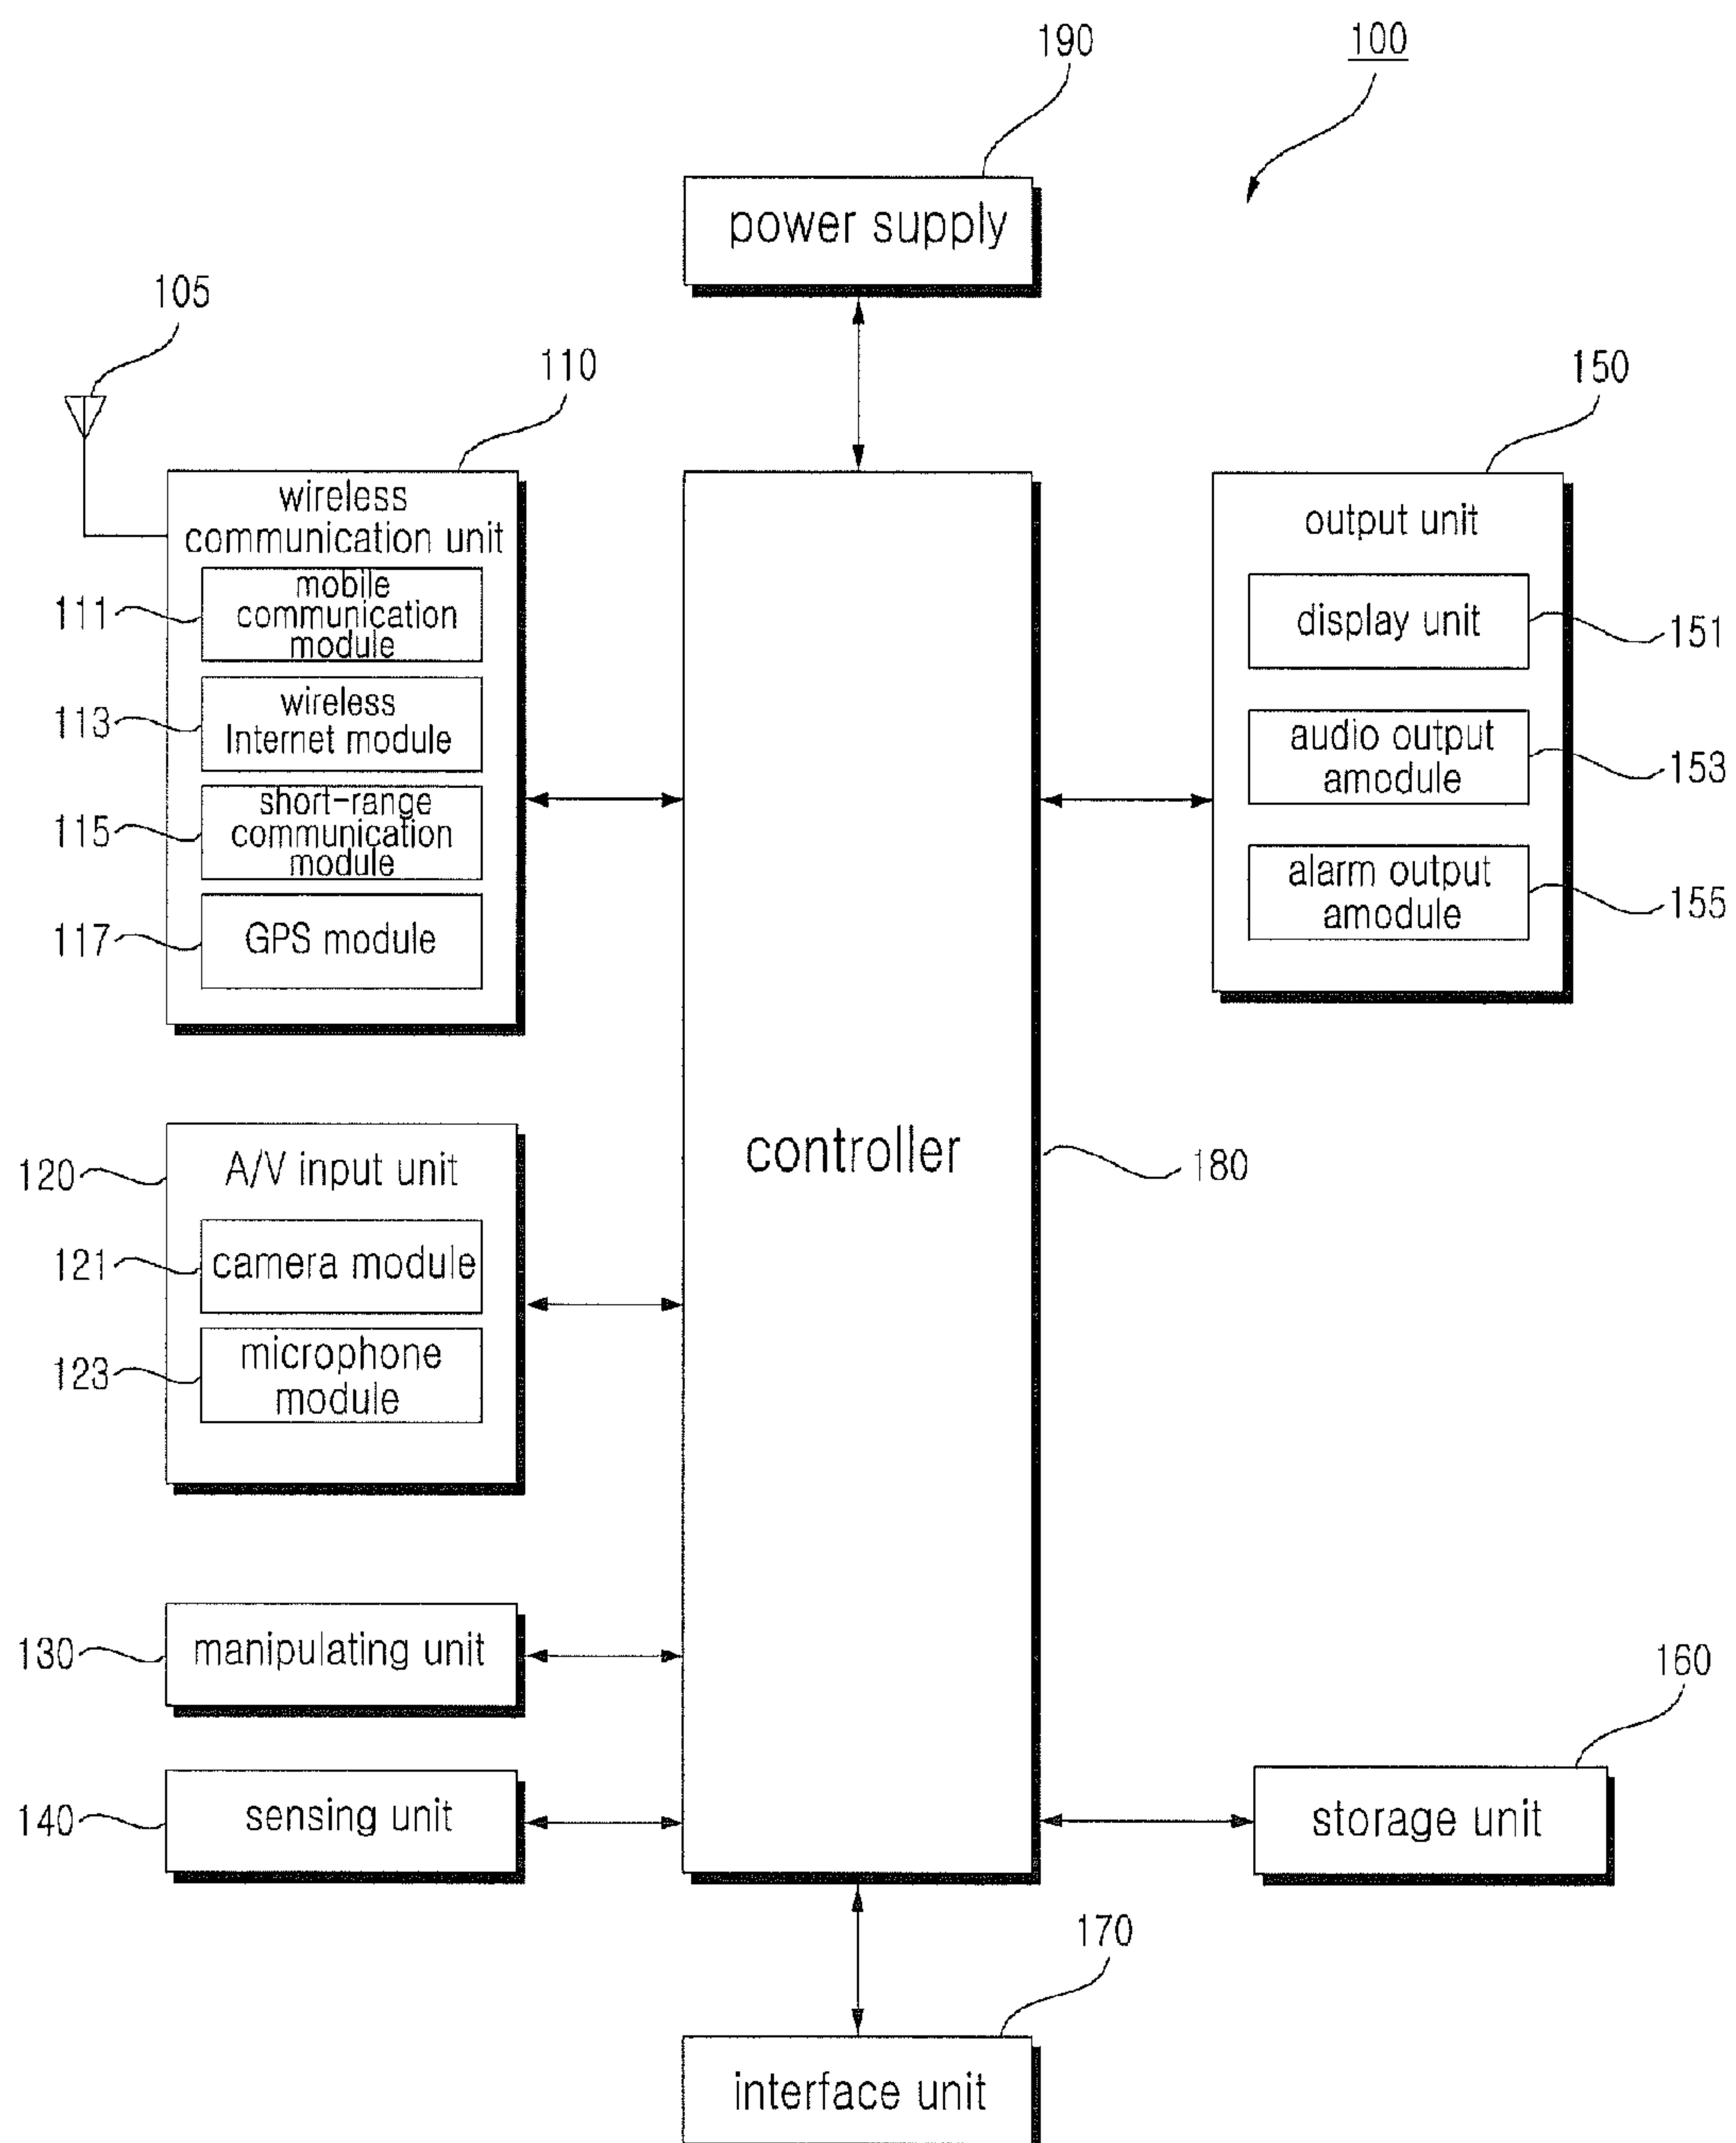 190
100
power supply
105
110
150
wireless
communication unit
output unit
111
mobile
communication
module
display unit
151
113
wireless
Internet module
audio output
amodule
153
115
short-range
communication
module
alarm output
amodule
155
117
GPS module
controller
180
120
A/V input unit
121
camera module
123
microphone
module
130
manipulating unit
160
140
sensing unit
storage unit
170
interface unit